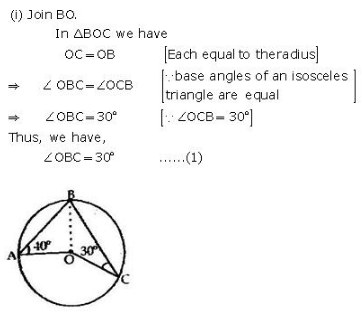 (i) Join BO.
In ΔBOC we have
OC = OB [Each equal to theradius]
⇒ ∠ OBC = ∠OCB [∵ base angles of an isosceles triangle are equal]
⇒ ∠OBC = 30° [∵ ∠OCB = 30°]
Thus, we have,
∠OBC = 30° ......(1)
B
40°
30°
A
O
C